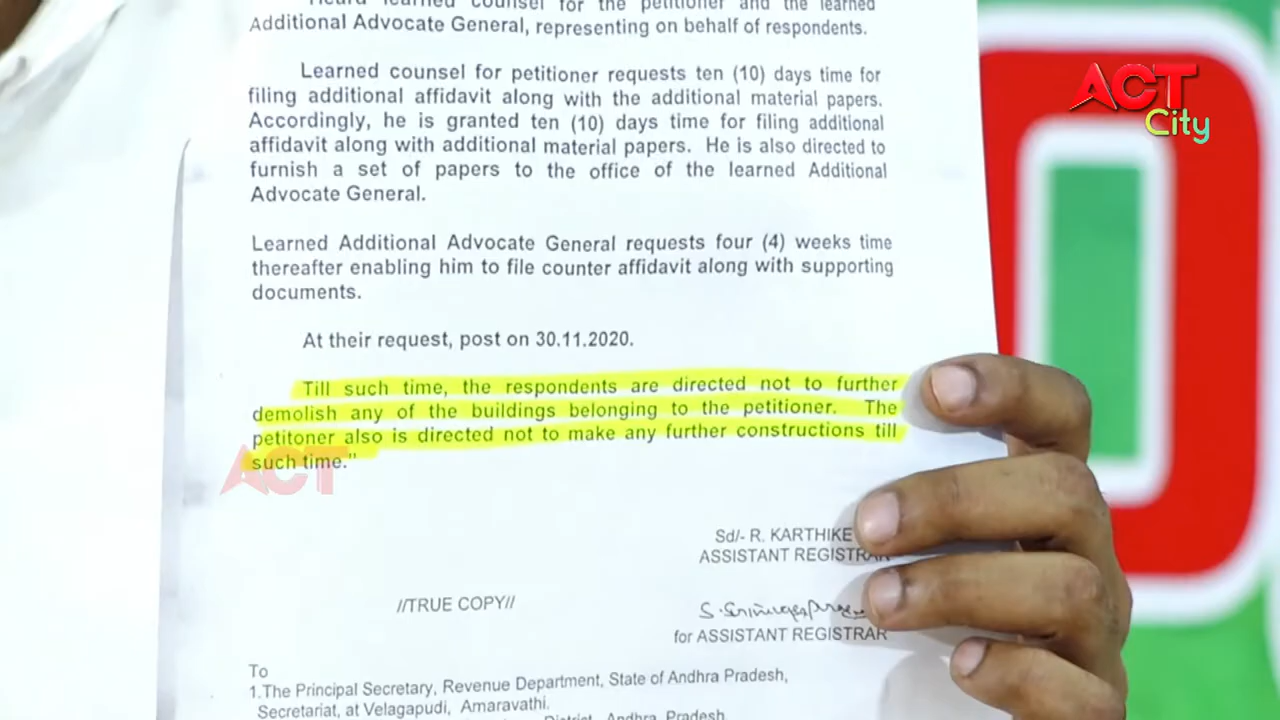 Heard learned counsel for the petitioner and the learned
Additional Advocate General, representing on behalf of respondents.
Learned counsel for petitioner requests ten (10) days time for
filing additional affidavit along with the additional material papers.
Accordingly, he is granted ten (10) days time for filing additional
affidavit along with additional material papers. He is also directed to
furnish a set of papers to the office of the learned Additional
Advocate General.
Learned Additional Advocate General requests four (4) weeks time
thereafter enabling him to file counter affidavit along with supporting
documents.
At their request, post on 30.11.2020.
Till such time, the respondents are directed not to further
demolish any of the buildings belonging to the petitioner. The
petitoner also is directed not to make any further constructions till
such time."
Sd/- R. KARTHIKE
ASSISTANT REGISTRAR
//TRUE COPY//
for ASSISTANT REGISTRAR
To
1.The Principal Secretary, Revenue Department, State of Andhra Pradesh,
Secretariat, at Velagapudi, Amaravathi.
District, Andhra Pradesh.
ACT
City
ACT